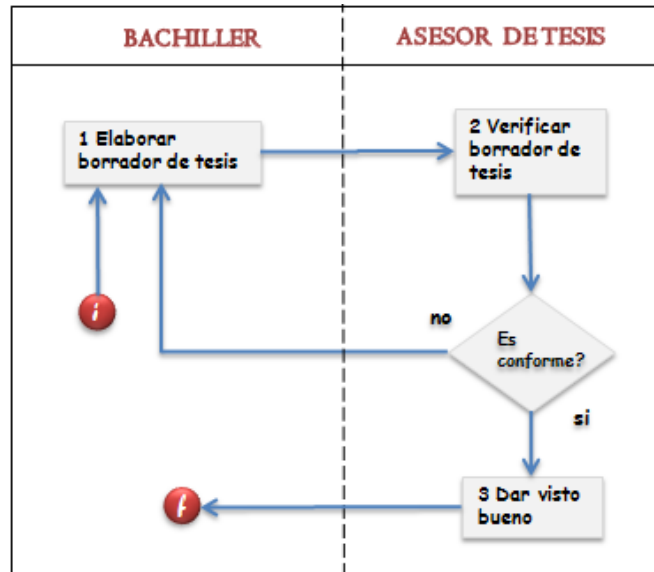 BACHILLER
ASESOR DE TESIS
1 Elaborar
borrador de tesis
2 Verificar
borrador de
tesis
i
no
Es
conforme?
si
3 Dar visto
bueno
f